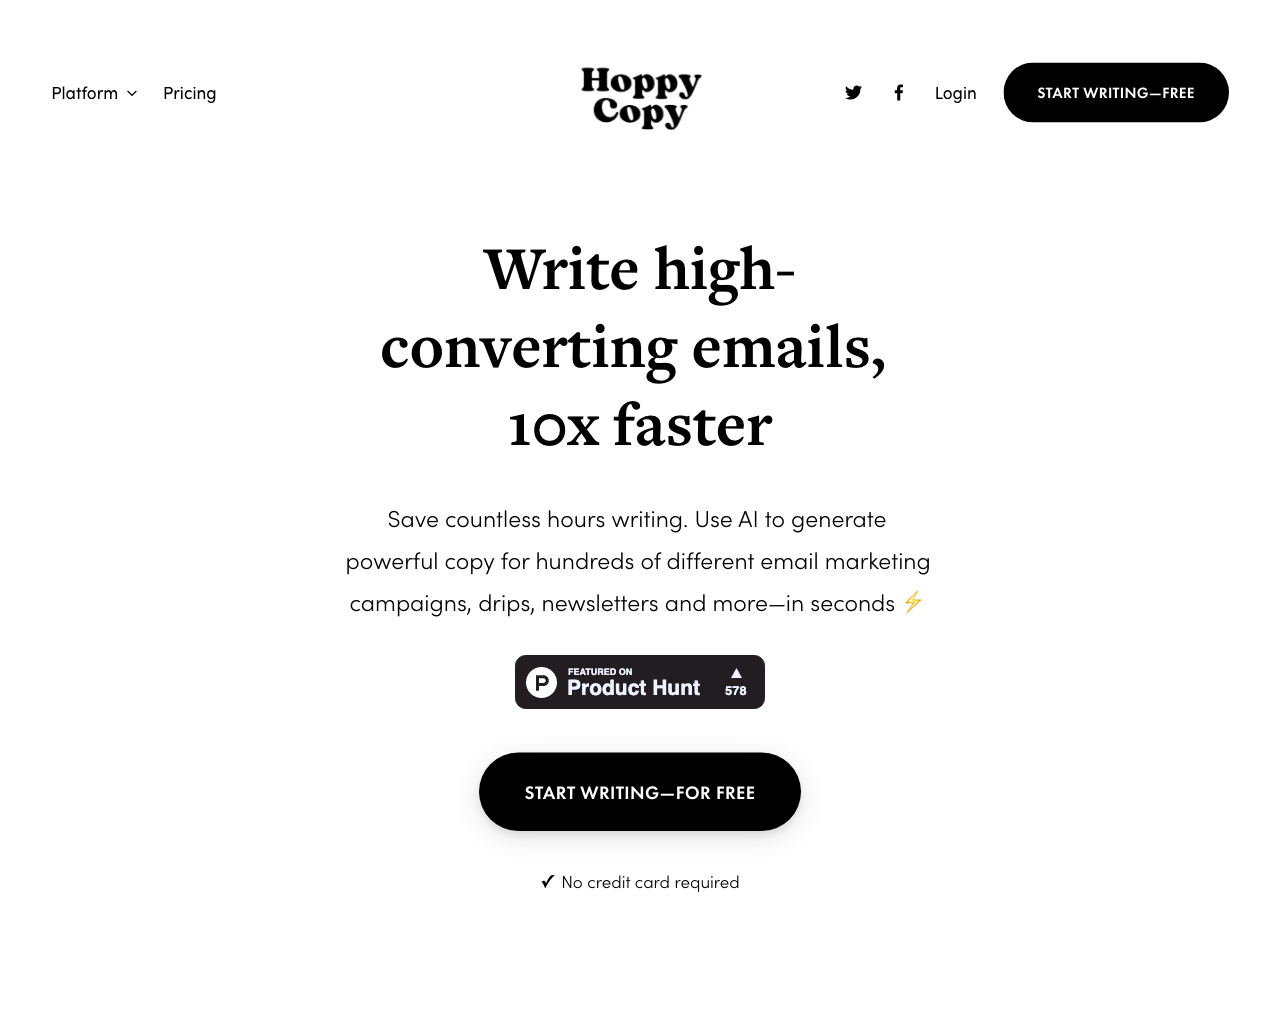 Platform
Pricing
Hoppy
Copy
Login
START WRITING—FREE
Write high-
converting emails,
10x faster
Save countless hours writing. Use AI to generate
powerful copy for hundreds of different email marketing
campaigns, drips, newsletters and more—in seconds ⚡
P
FEATURED ON
Product Hunt
▲
578
START WRITING—FOR FREE
✓ No credit card required